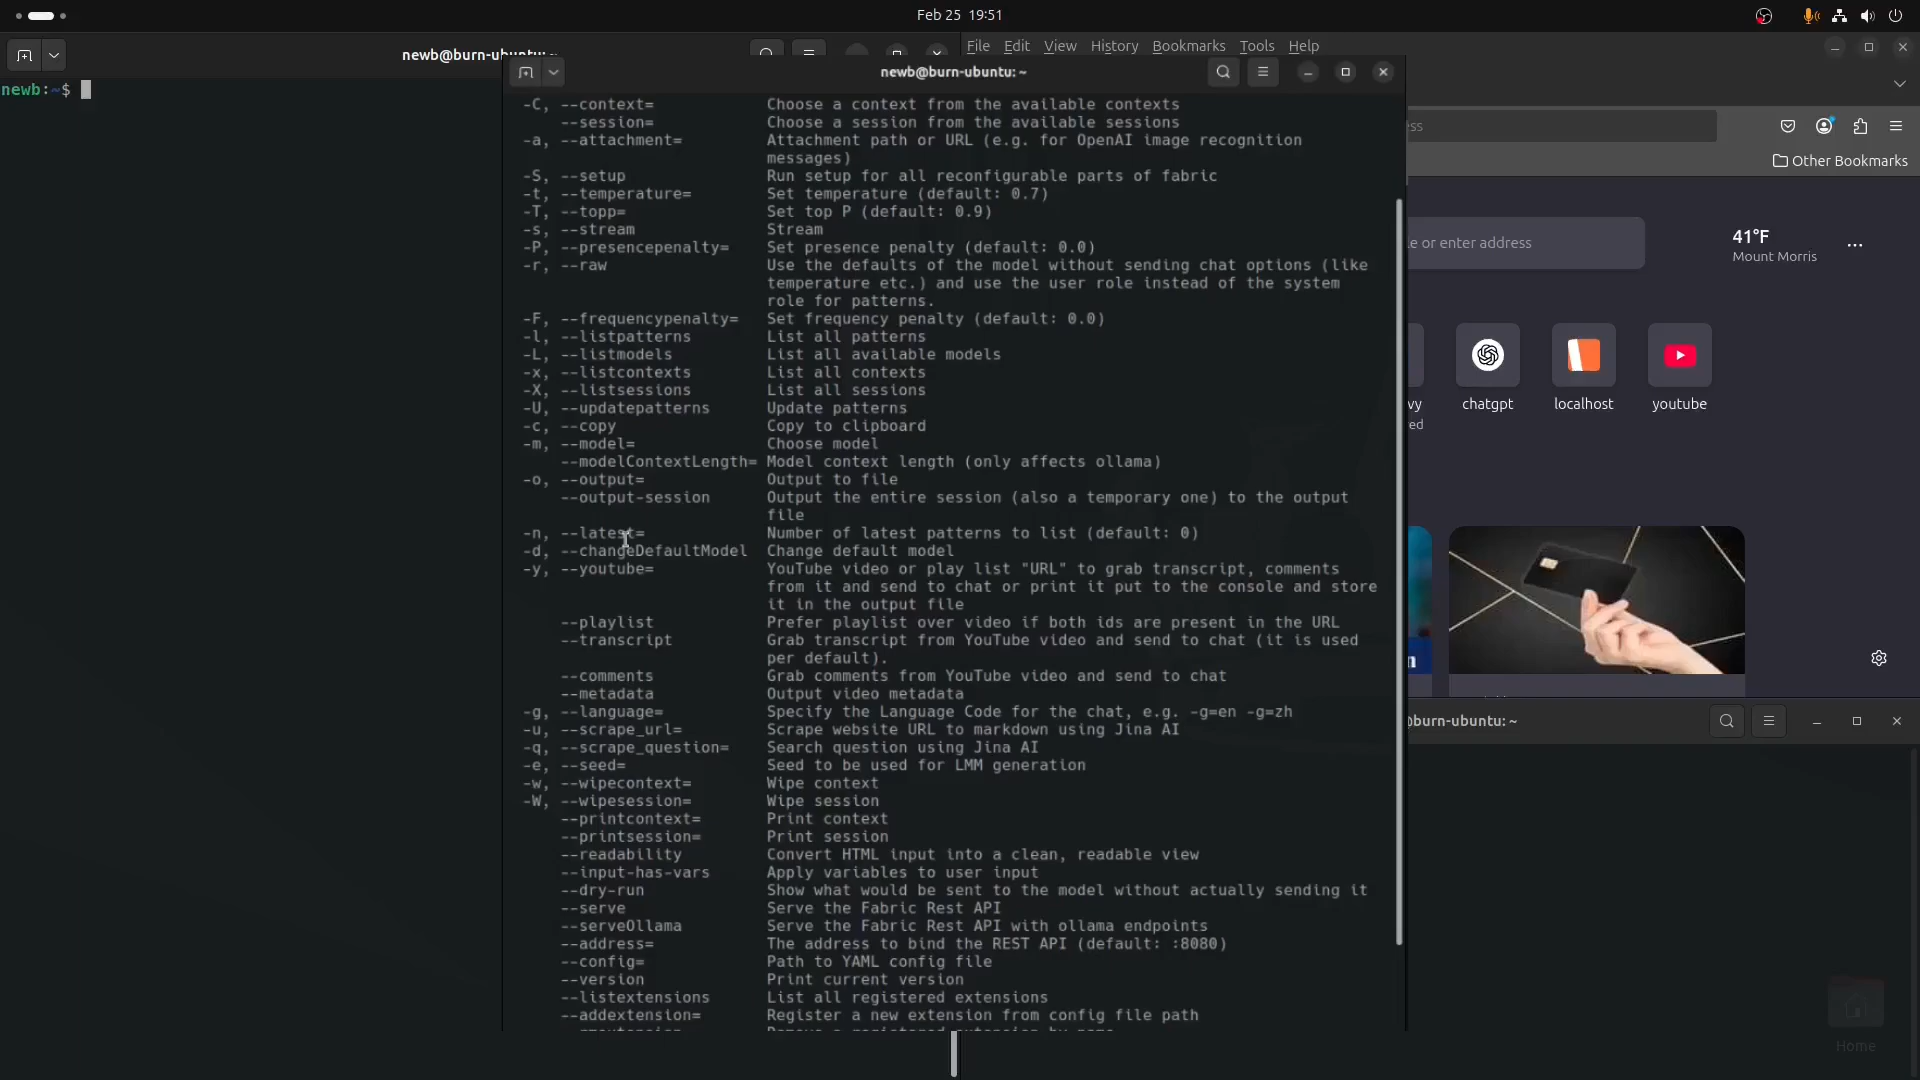 Feb 25 19:51
newb@burn-ubuntu: ~
newb:~$
File Edit View History Bookmarks Tools Help
newb@burn-ubuntu: ~
-C, --context= Choose a context from the available contexts
--session= Choose a session from the available sessions
-a, --attachment= Attachment path or URL (e.g. for OpenAI image recognition
messages)
-S, --setup Run setup for all reconfigurable parts of fabric
-t, --temperature= Set temperature (default: 0.7)
-T, --topp= Set top P (default: 0.9)
-s, --stream Stream
-P, --presencepenalty= Set presence penalty (default: 0.0)
-r, --raw Use the defaults of the model without sending chat options (like
temperature etc.) and use the user role instead of the system
role for patterns.
-F, --frequencypenalty= Set frequency penalty (default: 0.0)
-l, --listpatterns List all patterns
-L, --listmodels List all available models
-x, --listcontexts List all contexts
-X, --listsessions List all sessions
-U, --updatepatterns Update patterns
-c, --copy Copy to clipboard
-m, --model= Choose model
--modelContextLength= Model context length (only affects ollama)
-o, --output= Output to file
--output-session Output the entire session (also a temporary one) to the output
file
-n, --latest= Number of latest patterns to list (default: 0)
-d, --changeDefaultModel Change default model
-y, --youtube= YouTube video or play list "URL" to grab transcript, comments
from it and send to chat or print it put to the console and store
it in the output file
--playlist Prefer playlist over video if both ids are present in the URL
--transcript Grab transcript from YouTube video and send to chat (it is used
per default).
--comments Grab comments from YouTube video and send to chat
--metadata Output video metadata
-g, --language= Specify the Language Code for the chat, e.g. -g=en -g=zh
-u, --scrape_url= Scrape website URL to markdown using Jina AI
-q, --scrape_question= Search question using Jina AI
-e, --seed= Seed to be used for LMM generation
-w, --wipecontext= Wipe context
-W, --wipesession= Wipe session
--printcontext= Print context
--printsession= Print session
--readability Convert HTML input into a clean, readable view
--input-has-vars Apply variables to user input
--dry-run Show what would be sent to the model without actually sending it
--serve Serve the Fabric Rest API
--serveOllama Serve the Fabric Rest API with ollama endpoints
--address= The address to bind the REST API (default: :8080)
--config= Path to YAML config file
--version Print current version
--listextensions List all registered extensions
--addextension= Register a new extension from config file path
ess
Other Bookmarks
le or enter address
41°F
Mount Morris
vy
ed
chatgpt
localhost
youtube
n
@burn-ubuntu: ~
Home